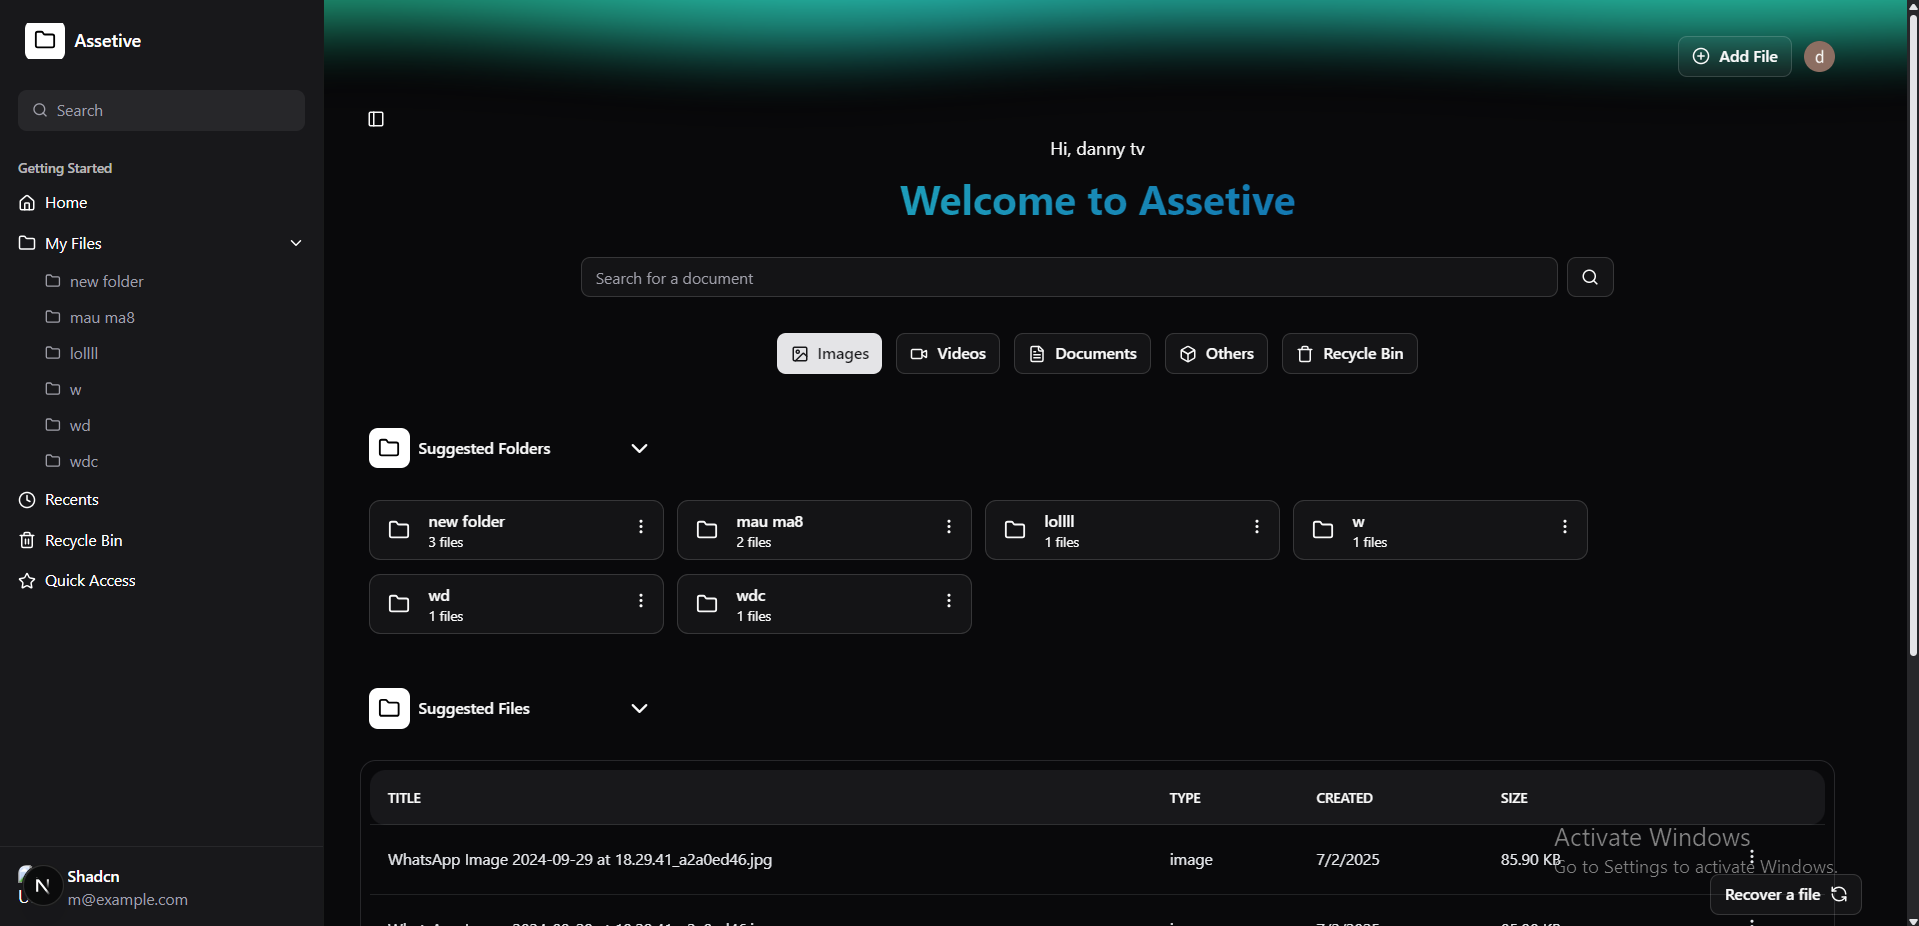 Assetive
Search
Getting Started
Home
My Files
new folder
mau ma8
lollll
w
wd
wdc
Recents
Recycle Bin
Quick Access
N
Shadcn
m@example.com
Add File
d
Hi, danny tv
Welcome to Assetive
Search for a document
Images Videos Documents Others Recycle Bin
Suggested Folders
new folder
3 files
mau ma8
2 files
lollll
1 files
w
1 files
wd
1 files
wdc
1 files
Suggested Files
TITLE TYPE CREATED SIZE
WhatsApp Image 2024-09-29 at 18.29.41_a2a0ed46.jpg image 7/2/2025 85.90 KB
Activate Windows
Go to Settings to activate Windows.
Recover a file